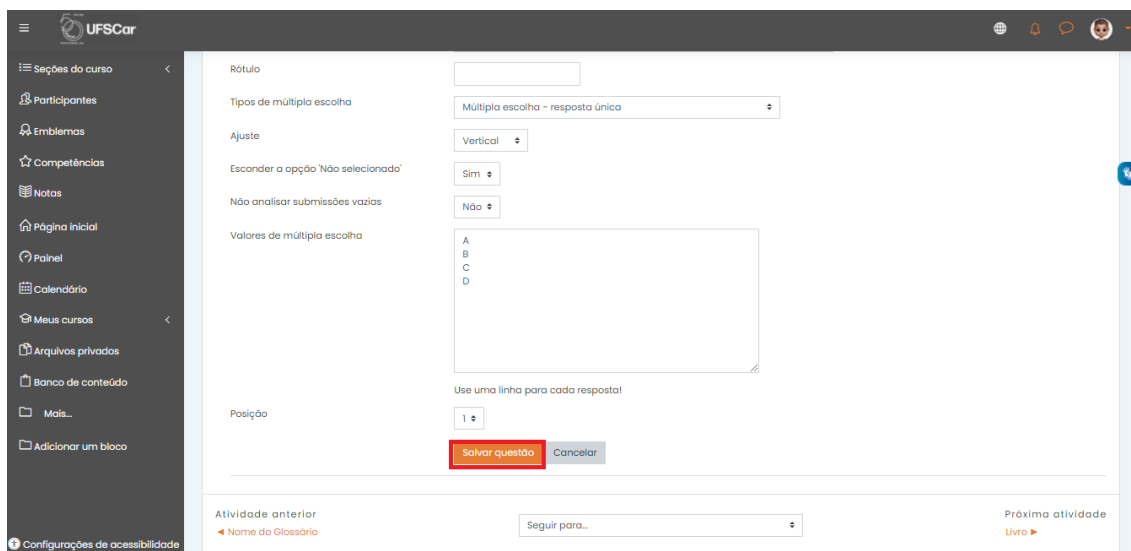 UFSCar
Seções do curso
Participantes
Emblemas
Competências
Notas
Página inicial
Painel
Calendário
Meus cursos
Arquivos privados
Banco de conteúdo
Mais...
Adicionar um bloco
Configurações de acessibilidade
Rótulo
Tipos de múltipla escolha
Múltipla escolha - resposta única
Ajuste
Vertical
Esconder a opção 'Não selecionado'
Sim
Não analisar submissões vazias
Não
Valores de múltipla escolha
A
B
C
D
Use uma linha para cada resposta!
Posição
1
Salvar questão Cancelar
Atividade anterior
◄ Nome do Glossário
Seguir para...
Próxima atividade
Livro ►